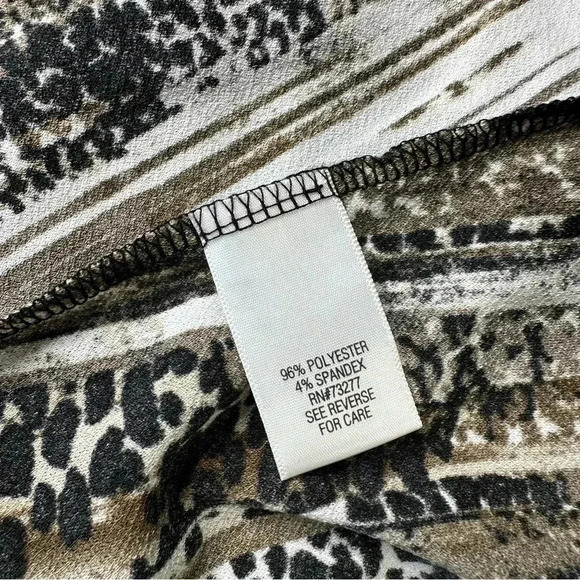 96% POLYESTER
4% SPANDEX
RN#73277
SEE REVERSE
FOR CARE